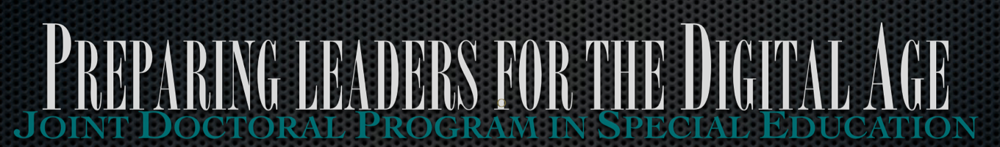 Preparing leaders for the Digital Age
Joint Doctoral Program in Special Education